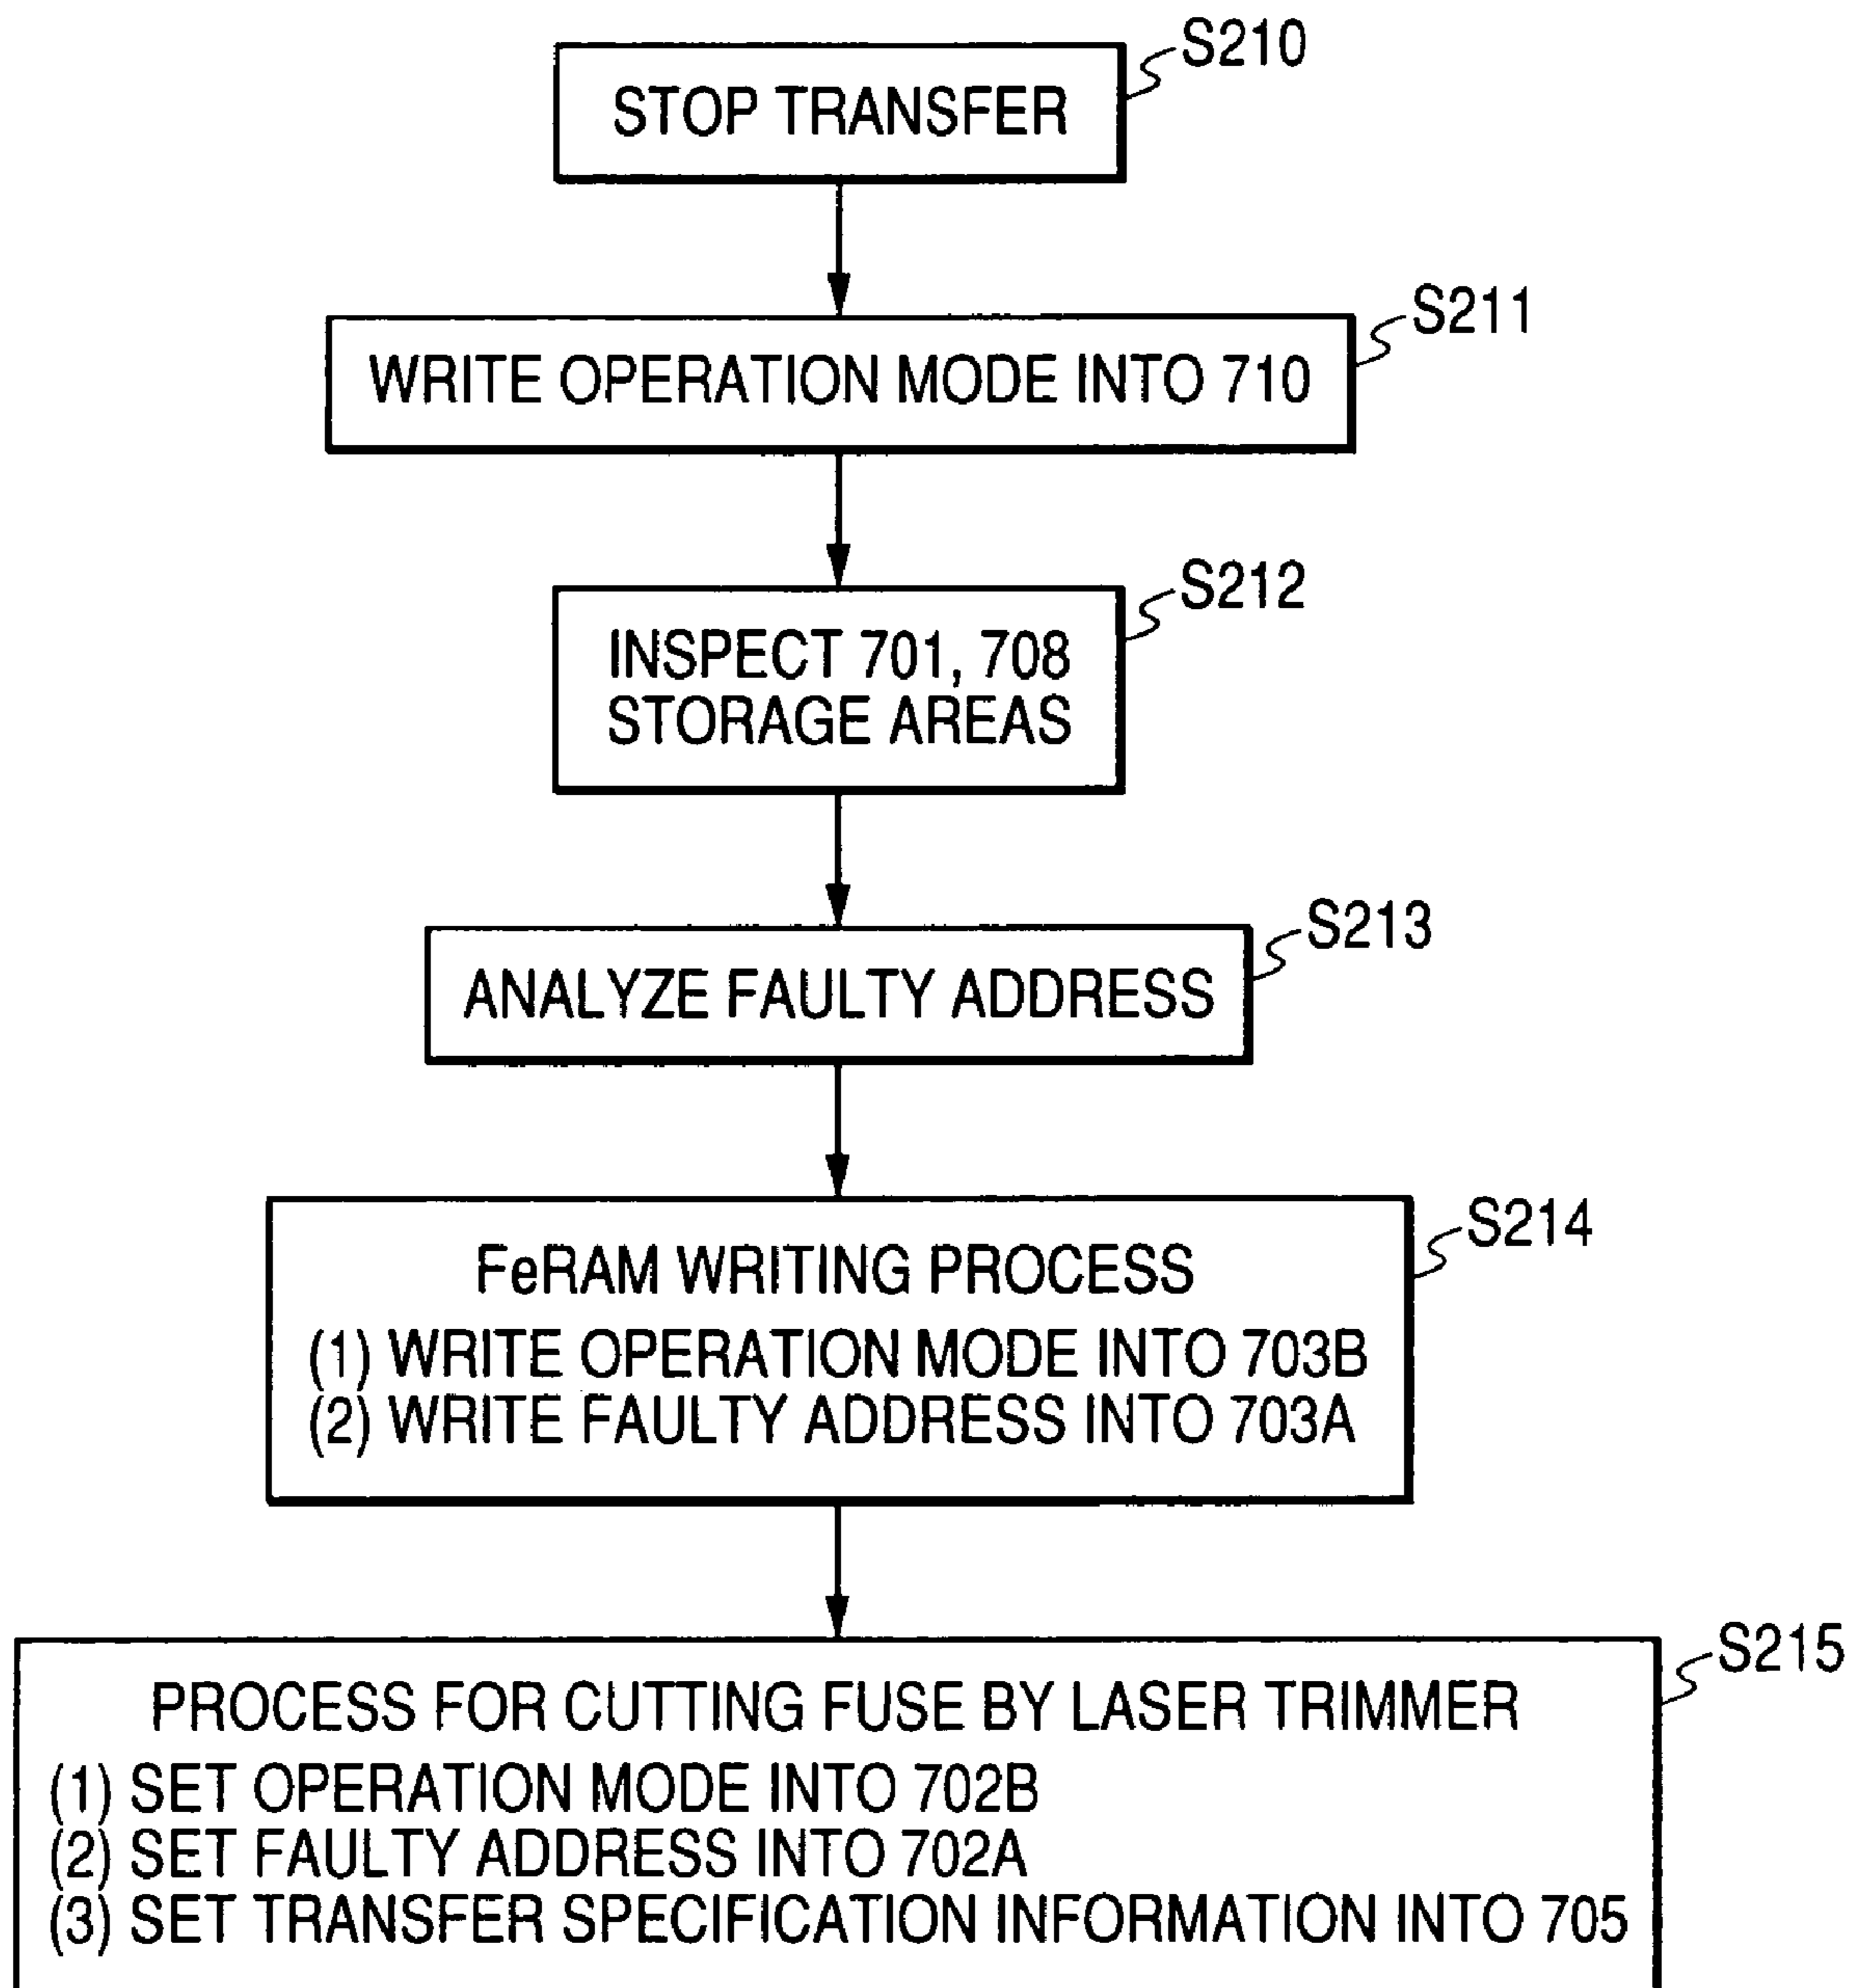 S210
STOP TRANSFER
S211
WRITE OPERATION MODE INTO 710
S212
INSPECT 701, 708
STORAGE AREAS
S213
ANALYZE FAULTY ADDRESS
S214
FeRAM WRITING PROCESS
(1) WRITE OPERATION MODE INTO 703B
(2) WRITE FAULTY ADDRESS INTO 703A
S215
PROCESS FOR CUTTING FUSE BY LASER TRIMMER
(1) SET OPERATION MODE INTO 702B
(2) SET FAULTY ADDRESS INTO 702A
(3) SET TRANSFER SPECIFICATION INFORMATION INTO 705